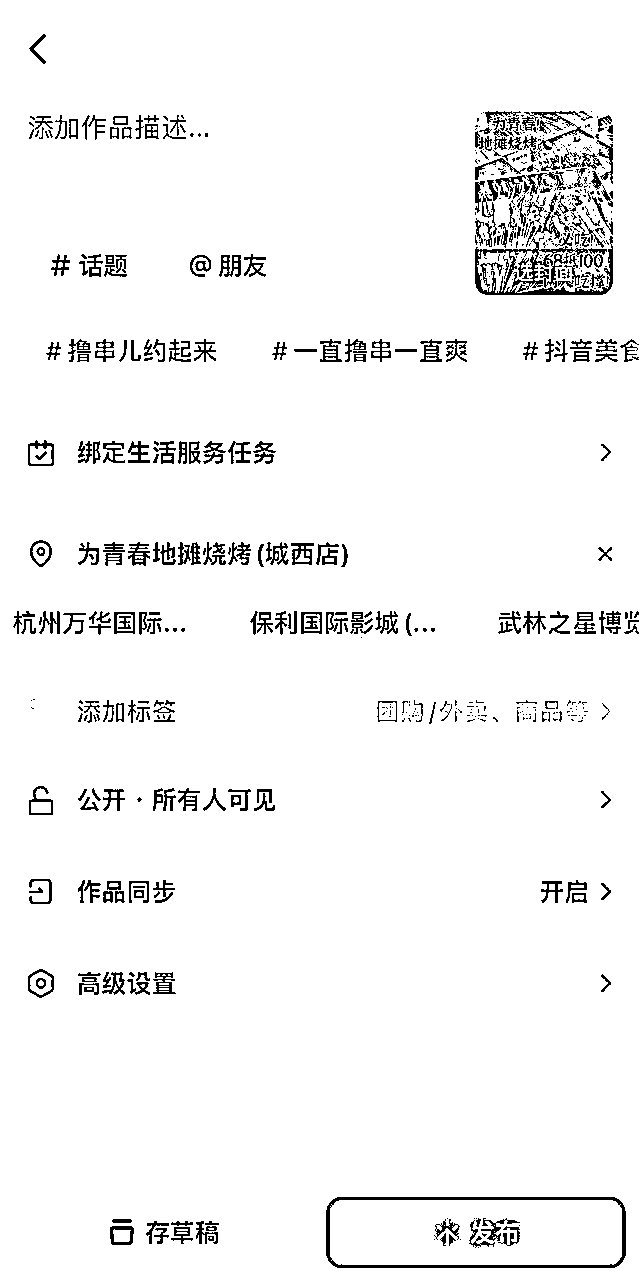 添加作品描述...
为青春
地摊烧烤
选封面
# 话题 @ 朋友
# 撸串儿约起来 # 一直撸串一直爽 # 抖音美食
绑定生活服务任务
为青春地摊烧烤 (城西店)
杭州万华国际... 保利国际影城 (... 武林之星博览
添加标签 团购/外卖、商品等
公开 · 所有人可见
作品同步 开启
高级设置
存草稿 发布